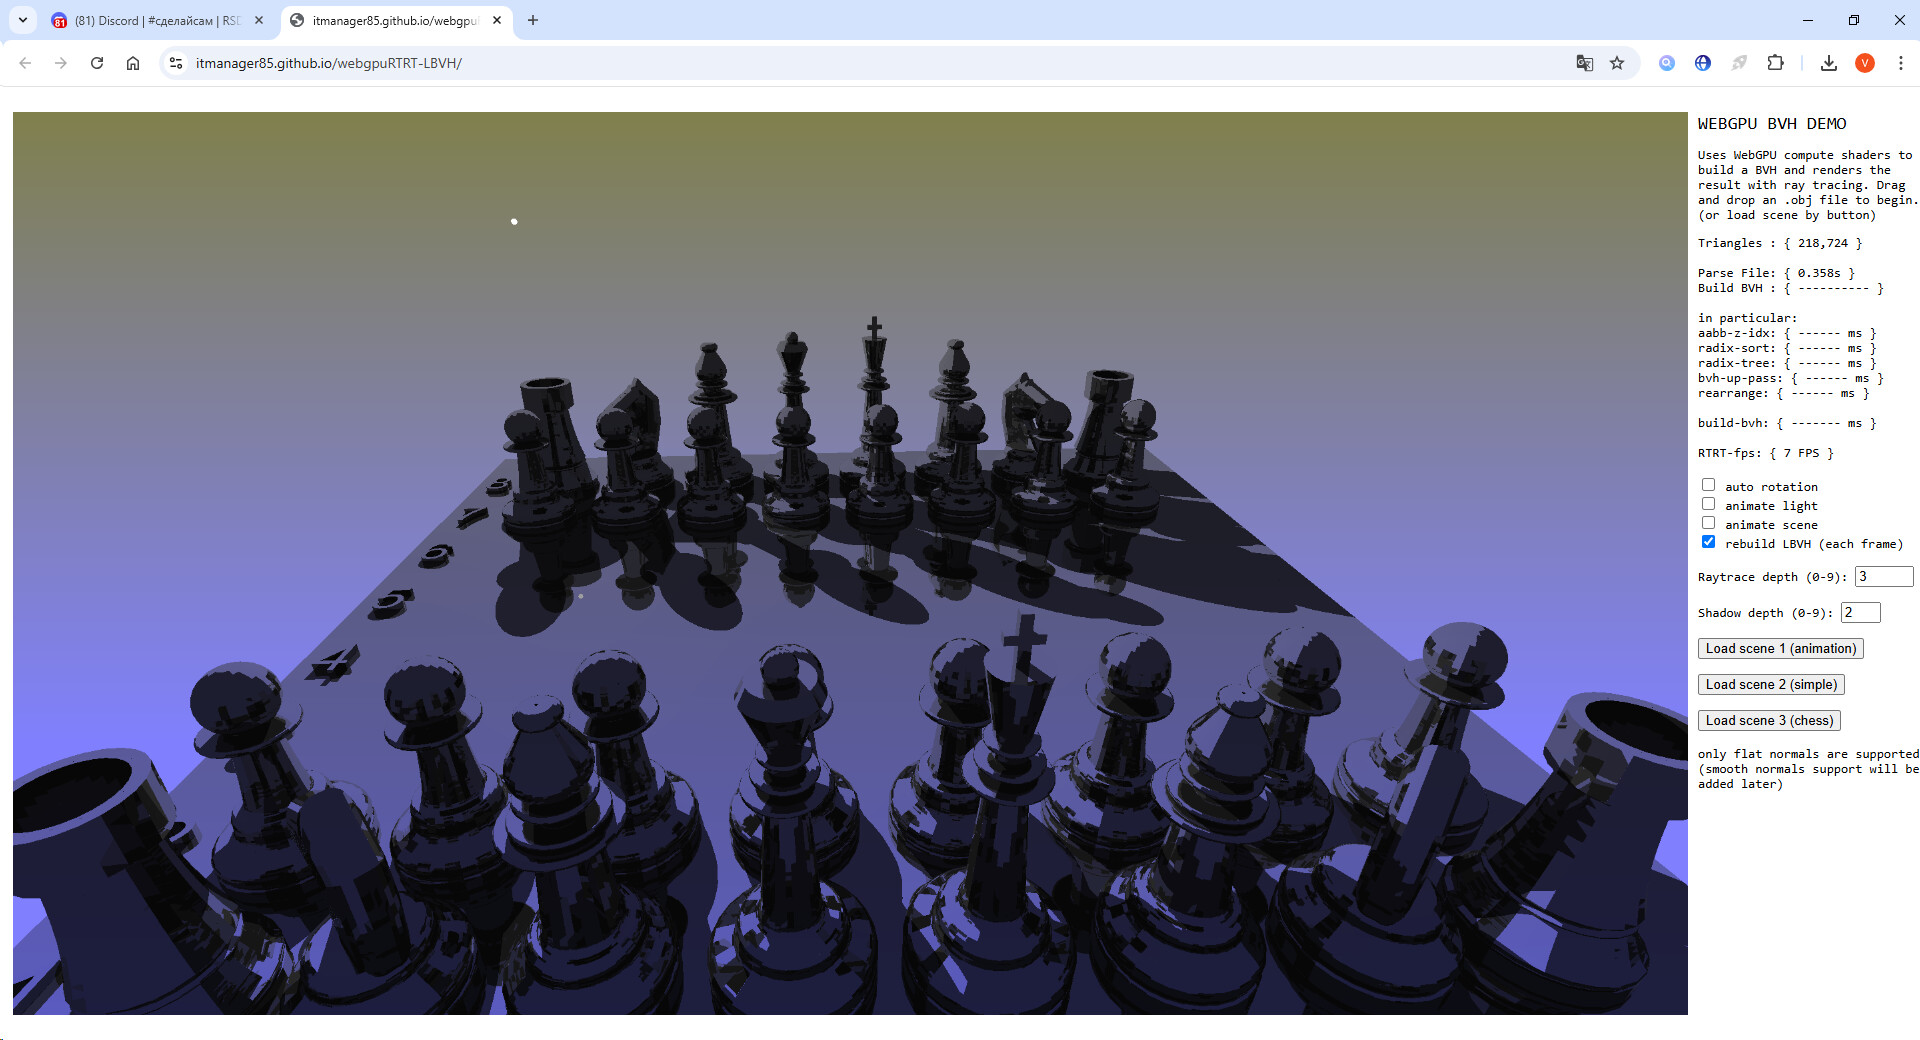 (81) Discord | #сделайсам | RSD
itmanager85.github.io/webgpu
itmanager85.github.io/webgpuRTRT-LBVH/
V
WEBGPU BVH DEMO
Uses WebGPU compute shaders to
build a BVH and renders the
result with ray tracing. Drag
and drop an .obj file to begin.
(or load scene by button)
Triangles : { 218,724 }
Parse File: { 0.358s }
Build BVH : { ---------- }
in particular:
aabb-z-idx: { ------ ms }
radix-sort: { ------ ms }
radix-tree: { ------ ms }
bvh-up-pass: { ------ ms }
rearrange: { ------ ms }
build-bvh: { ------- ms }
RTRT-fps: { 7 FPS }
auto rotation
animate light
animate scene
rebuild LBVH (each frame)
Raytrace depth (0-9): 3
Shadow depth (0-9): 2
Load scene 1 (animation)
Load scene 2 (simple)
Load scene 3 (chess)
only flat normals are supported
(smooth normals support will be
added later)